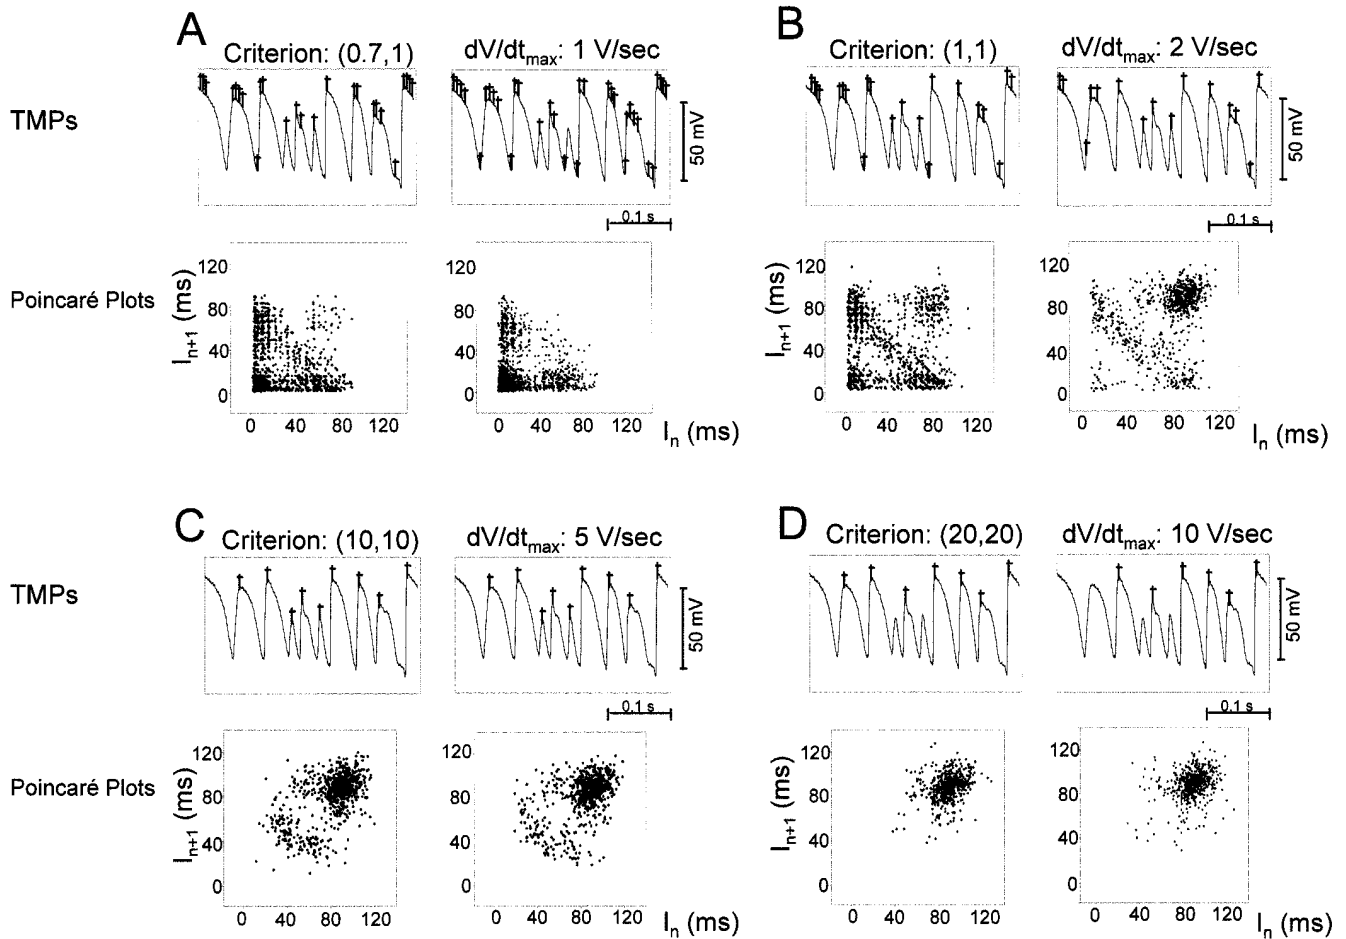 A
Criterion: (0.7,1)
dV/dtmax: 1 V/sec
B
Criterion: (1,1)
dV/dtmax: 2 V/sec
TMPs
50 mV
50 mV
0.1 s
0.1 s
Poincaré Plots
In+1 (ms)
120
80
40
0
0 40 80 120
120
80
40
0
0 40 80 120
In (ms)
In+1 (ms)
120
80
40
0
0 40 80 120
120
80
40
0
0 40 80 120
In (ms)
C
Criterion: (10,10)
dV/dtmax: 5 V/sec
D
Criterion: (20,20)
dV/dtmax: 10 V/sec
TMPs
50 mV
50 mV
0.1 s
0.1 s
Poincaré Plots
In+1 (ms)
120
80
40
0
0 40 80 120
120
80
40
0
0 40 80 120
In (ms)
In+1 (ms)
120
80
40
0
0 40 80 120
120
80
40
0
0 40 80 120
In (ms)